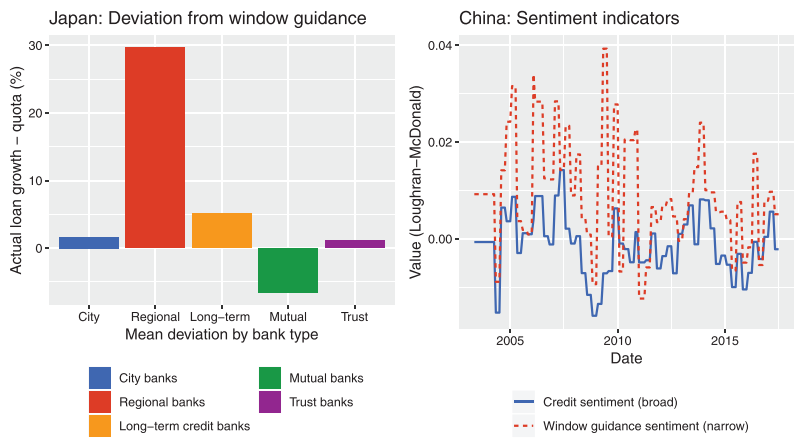 Japan: Deviation from window guidance
Actual loan growth − quota (%)
30
20
10
0
City Regional Long−term Mutual Trust
Mean deviation by bank type
City banks
Regional banks
Long−term credit banks
Mutual banks
Trust banks
China: Sentiment indicators
Value (Loughran−McDonald)
0.04
0.02
0.00
2005 2010 2015
Date
Credit sentiment (broad)
Window guidance sentiment (narrow)